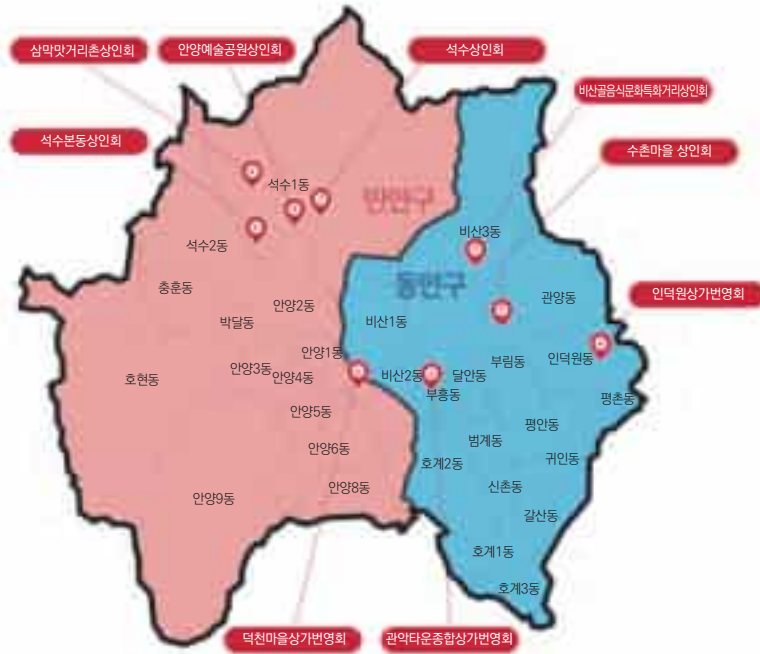 삼막맛거리촌상인회
안양예술공원상인회
석수상인회
비산골음식문화특화거리상인회
석수본동상인회
수촌마을 상인회
석수1동
만안구
비산3동
석수2동
충훈동
동안구
관양동
인덕원상가번영회
안양2동
박달동
비산1동
안양1동
인덕원동
부림동
호현동
안양3동
안양4동
비산2동
달안동
부흥동
평촌동
안양5동
평안동
범계동
안양6동
호계2동
귀인동
안양8동
신촌동
안양9동
갈산동
호계1동
호계3동
덕천마을상가번영회
관악타운종합상가번영회